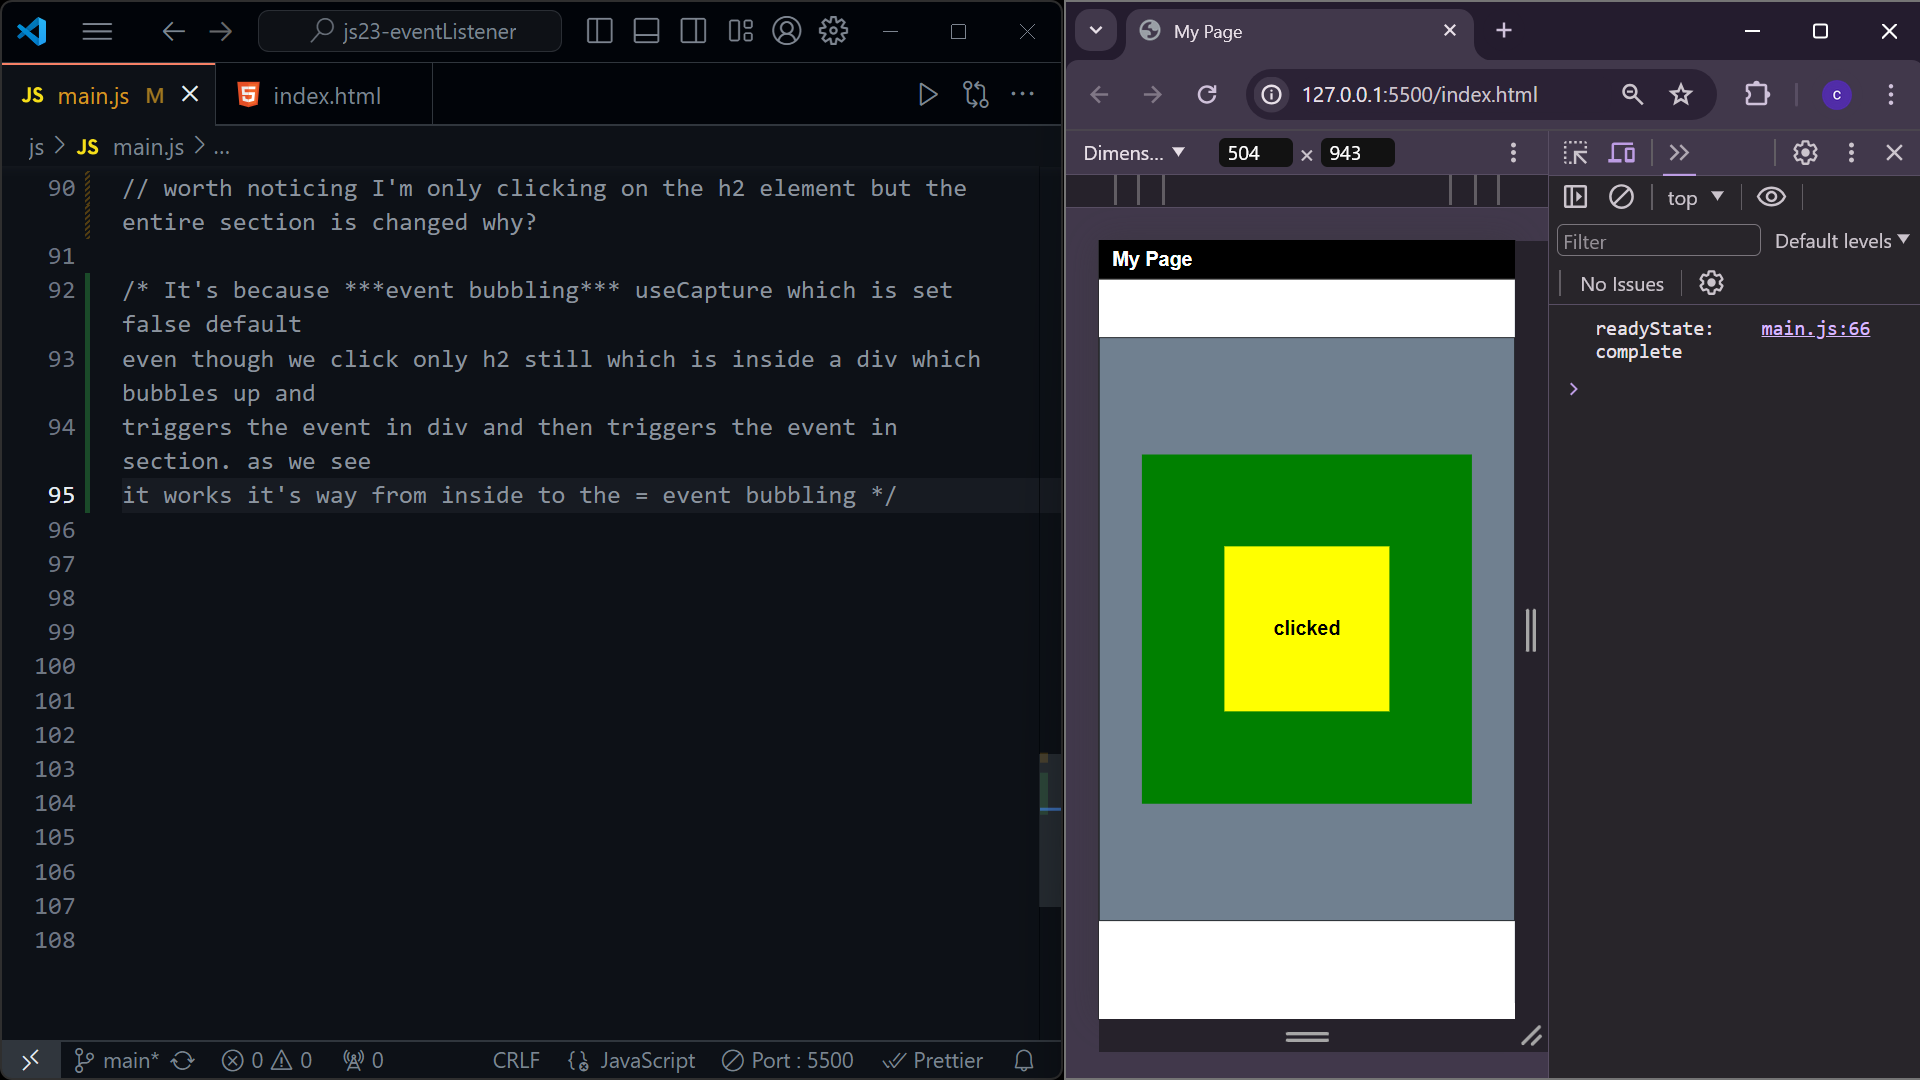 js23-eventListener
JS main.js M
index.html
js > JS main.js > ...
90 // worth noticing I'm only clicking on the h2 element but the
entire section is changed why?
91
92 /* It's because ***event bubbling*** useCapture which is set
false default
93 even though we click only h2 still which is inside a div which
bubbles up and
94 triggers the event in div and then triggers the event in
section. as we see
95 it works it's way from inside to the = event bubbling */
96
97
98
99
100
101
102
103
104
105
106
107
108
main* 0 0 0 CRLF JavaScript Port : 5500 Prettier
My Page
127.0.0.1:5500/index.html
c
Dimens... 504 × 943
top
Filter
Default levels
No Issues
readyState: main.js:66
complete
My Page
clicked